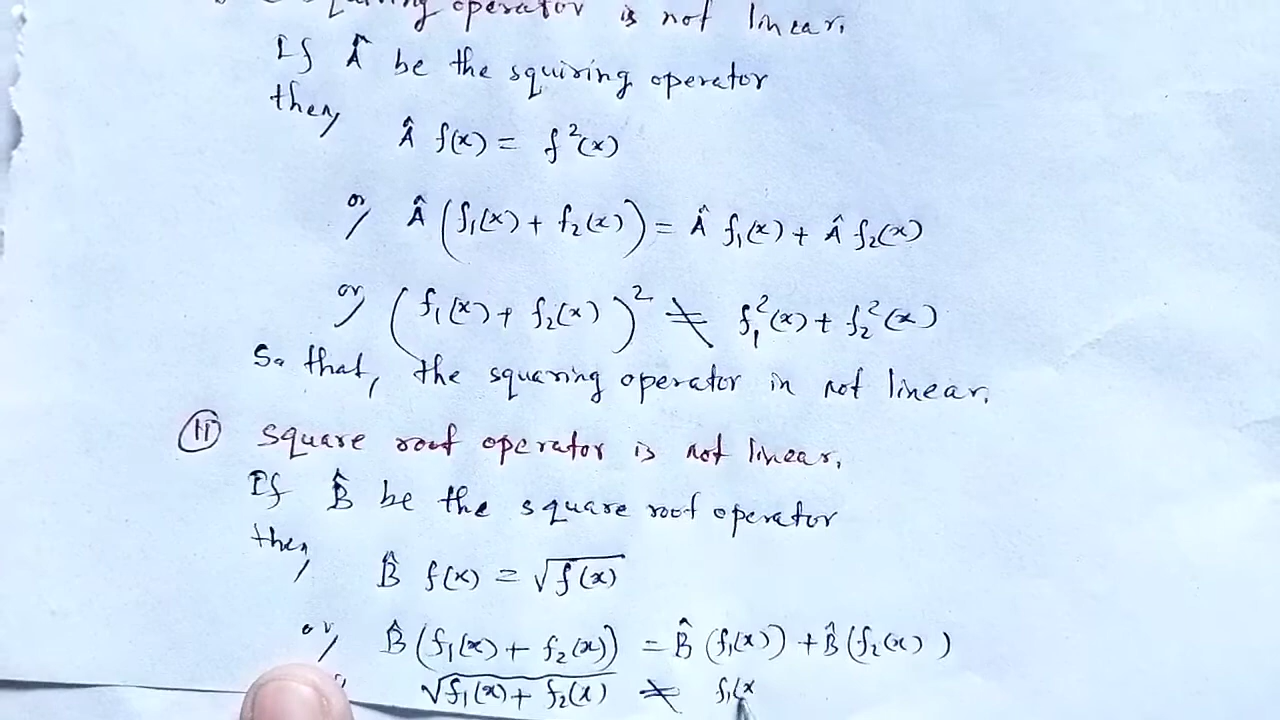 operator is not linear.
If Â be the squiring operator
then,
Â f(x) = f²(x)
or, Â (f₁(x) + f₂(x)) = Â f₁(x) + Â f₂(x)
or, (f₁(x) + f₂(x))² ≠ f₁²(x) + f₂²(x)
So that, the squaring operator in not linear.
(II) square root operator is not linear.
If B̂ be the square root operator
then,
B̂ f(x) = √f(x)
or, B̂ (f₁(x) + f₂(x)) = B̂ (f₁(x)) + B̂ (f₂(x))
√f₁(x) + f₂(x) ≠ f₁(x